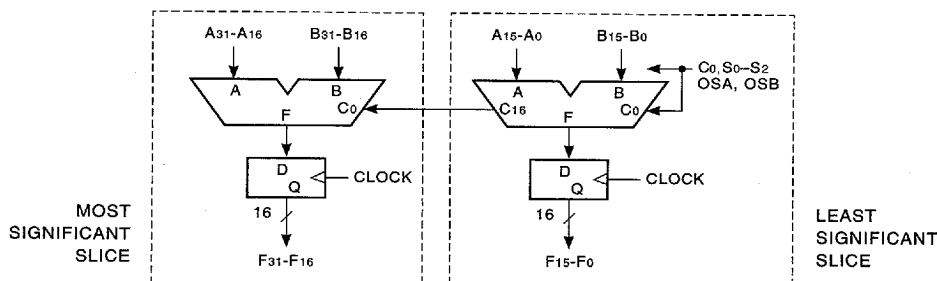 A31-A16
B31-B16
A
B
C0
F
D
Q
CLOCK
16
F31-F16
MOST
SIGNIFICANT
SLICE
A15-A0
B15-B0
C0, S0-S2
OSA, OSB
A
B
C16
C0
F
D
Q
CLOCK
16
F15-F0
LEAST
SIGNIFICANT
SLICE